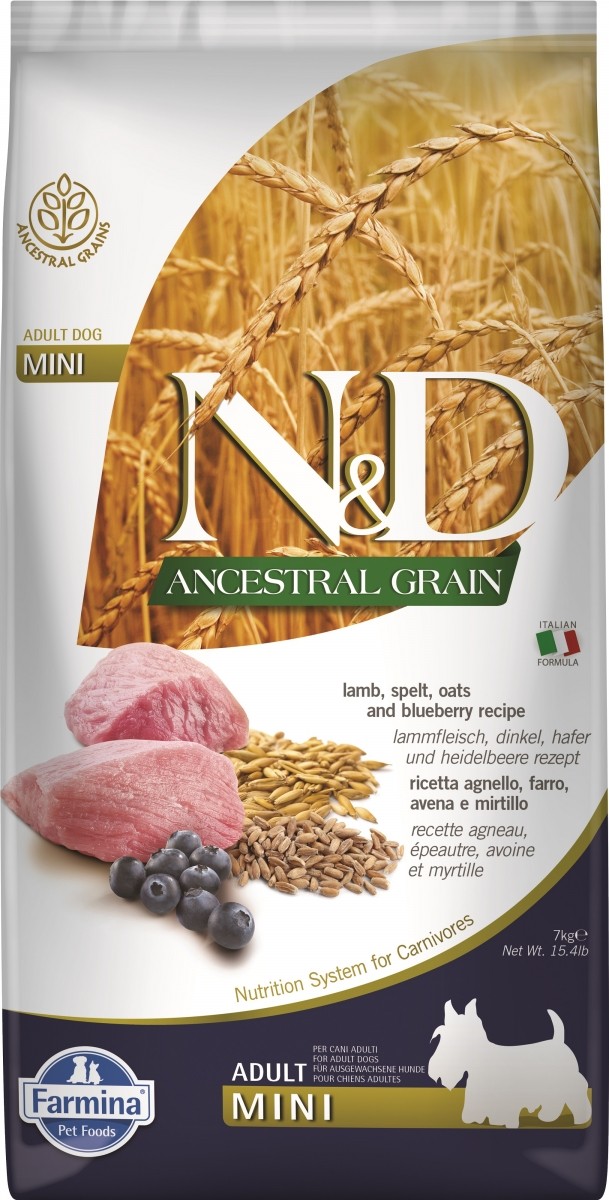 ANCESTRAL GRAINS
ADULT DOG
MINI
N&D
ANCESTRAL GRAIN
ITALIAN
FORMULA
lamb, spelt, oats
and blueberry recipe
lammfleisch, dinkel, hafer
und heidelbeere rezept
ricetta agnello, farro,
avena e mirtillo
recette agneau,
épeautre, avoine
et myrtille
Nutrition System for Carnivores
7kg℮
Net Wt. 15.4lb
PER CANI ADULTI
FOR ADULT DOGS
FÜR AUSGEWACHSENE HUNDE
POUR CHIENS ADULTES
ADULT
MINI
Farmina®
Pet Foods